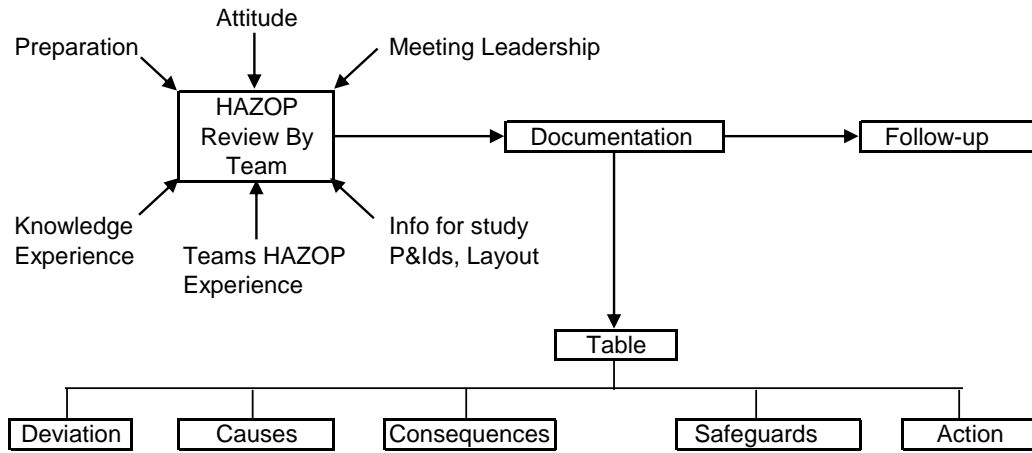 Attitude
Preparation
Meeting Leadership
HAZOP
Review By
Team
Documentation
Follow-up
Knowledge
Experience
Teams HAZOP
Experience
Info for study
P&Ids, Layout
Table
Deviation
Causes
Consequences
Safeguards
Action